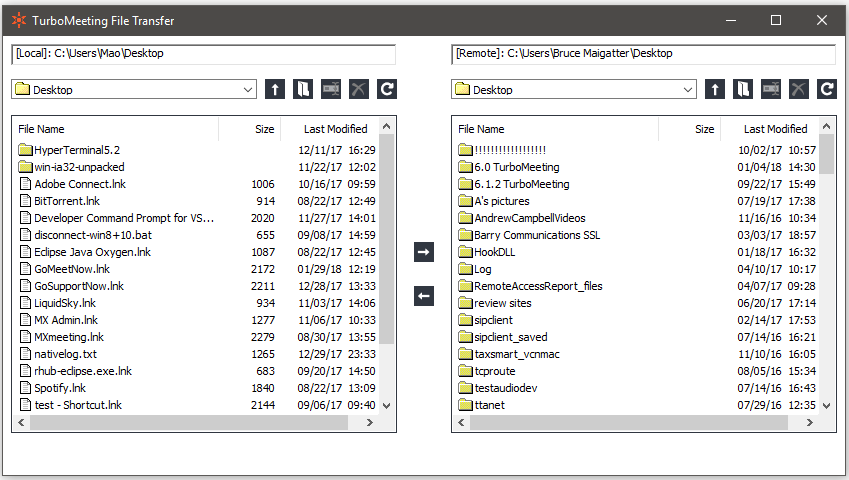 TurboMeeting File Transfer
[Local]: C:\Users\Mao\Desktop
Desktop
File Name Size Last Modified
HyperTerminal5.2 12/11/17 16:29
win-ia32-unpacked 11/22/17 12:02
Adobe Connect.lnk 1006 10/16/17 09:59
BitTorrent.lnk 914 08/22/17 12:49
Developer Command Prompt for VS... 2020 11/27/17 14:01
disconnect-win8+10.bat 655 09/08/17 14:59
Eclipse Java Oxygen.lnk 1087 08/22/17 12:45
GoMeetNow.lnk 2172 01/29/18 12:19
GoSupportNow.lnk 2211 12/28/17 13:33
LiquidSky.lnk 934 11/03/17 14:06
MX Admin.lnk 1277 11/06/17 10:33
MXmeeting.lnk 2279 08/30/17 13:55
nativelog.txt 1265 12/29/17 23:33
rhub-eclipse.exe.lnk 683 09/20/17 14:50
Spotify.lnk 1840 08/22/17 13:09
test - Shortcut.lnk 2144 09/06/17 09:40
[Remote]: C:\Users\Bruce Maigatter\Desktop
Desktop
File Name Size Last Modified
!!!!!!!!!!!!!!!!!! 10/02/17 10:57
6.0 TurboMeeting 01/04/18 14:30
6.1.2 TurboMeeting 09/22/17 15:49
A's pictures 07/19/17 17:38
AndrewCampbellVideos 11/16/16 10:34
Barry Communications SSL 03/03/17 18:57
HookDLL 01/18/17 16:32
Log 04/10/17 10:17
RemoteAccessReport_files 04/07/17 09:28
review sites 06/20/17 17:14
sipclient 02/14/17 17:53
sipclient_saved 07/14/16 16:21
taxsmart_vcnmac 11/10/16 16:05
tcproute 08/05/16 15:34
testaudiodev 07/14/16 16:43
ttanet 07/29/16 12:35